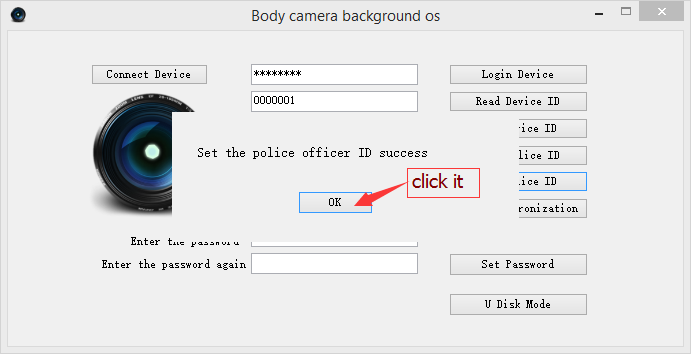 Body camera background os
Connect Device
********
Login Device
0000001
Read Device ID
ice ID
Set the police officer ID success
lice ID
click it
lice ID
OK
ronization
Enter the password
Enter the password again
Set Password
U Disk Mode